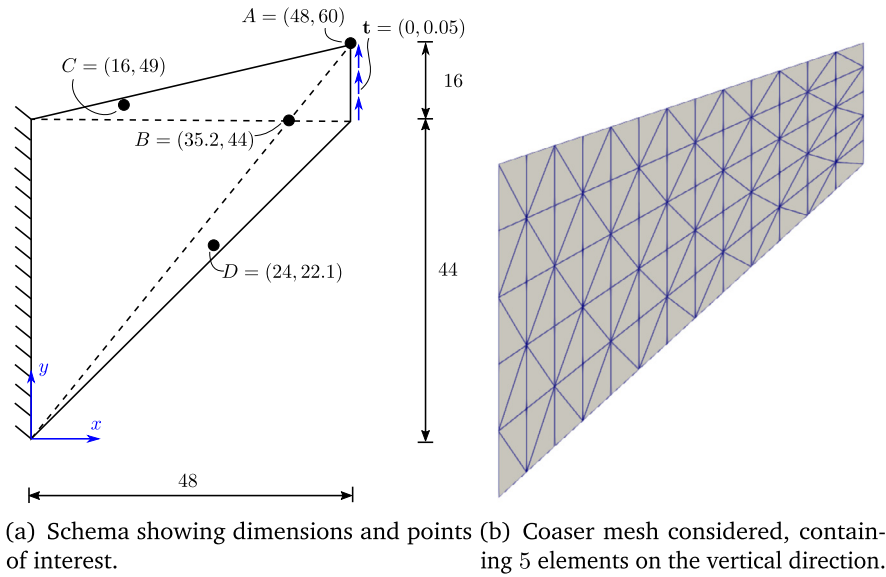 A = (48, 60)
t = (0, 0.05)
C = (16, 49)
16
B = (35.2, 44)
D = (24, 22.1)
44
y
x
48
(a) Schema showing dimensions and points
of interest.
(b) Coaser mesh considered, contain-
ing 5 elements on the vertical direction.